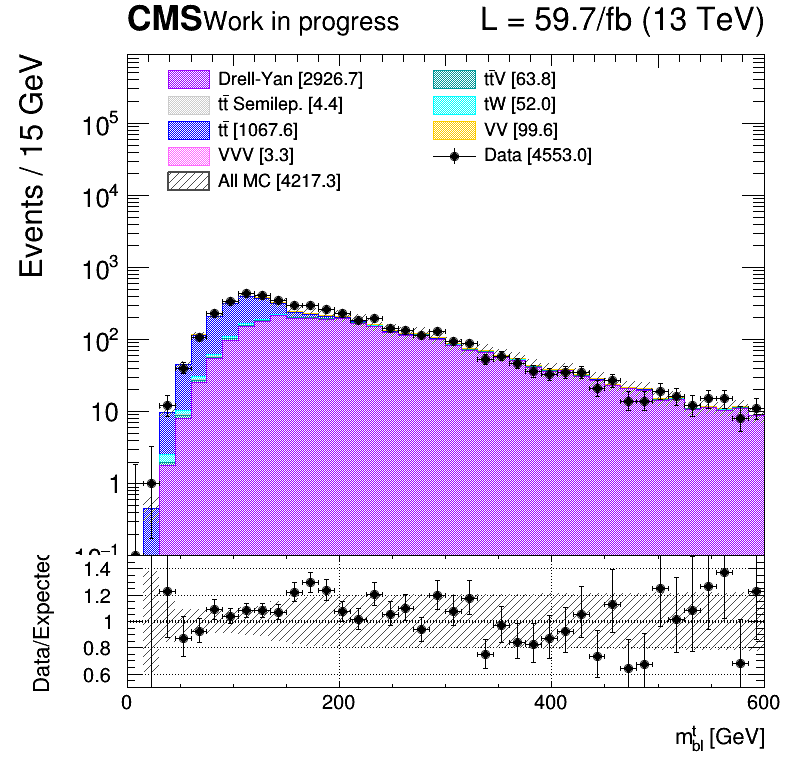 CMS Work in progress L = 59.7/fb (13 TeV)
Events / 15 GeV
Drell-Yan [2926.7]
tt̄ Semilep. [4.4]
tt̄ [1067.6]
VVV [3.3]
All MC [4217.3]
tt̄V [63.8]
tW [52.0]
VV [99.6]
Data [4553.0]
10⁵
10⁴
10³
10²
10
1
10⁻¹
Data/Expected
1.4
1.2
1
0.8
0.6
0 200 400 600
m^t_bl [GeV]